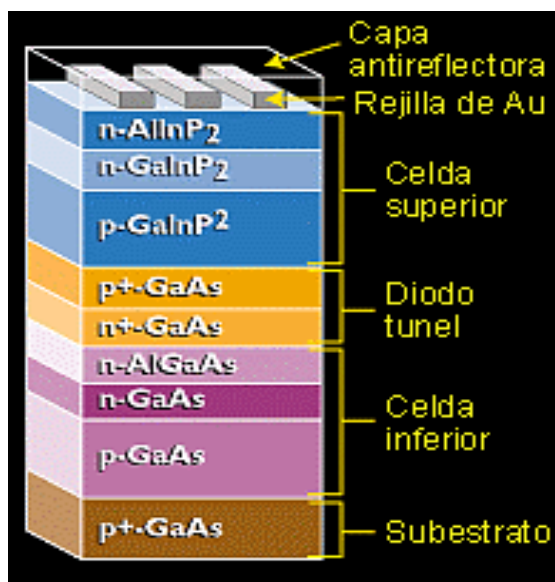 Capa
antireflectora
Rejilla de Au
n-AlInP2
n-GaInP2
p-GaInP2
Celda
superior
p+-GaAs
n+-GaAs
Diodo
tunel
n-AlGaAs
n-GaAs
p-GaAs
Celda
inferior
p+-GaAs
Substrato